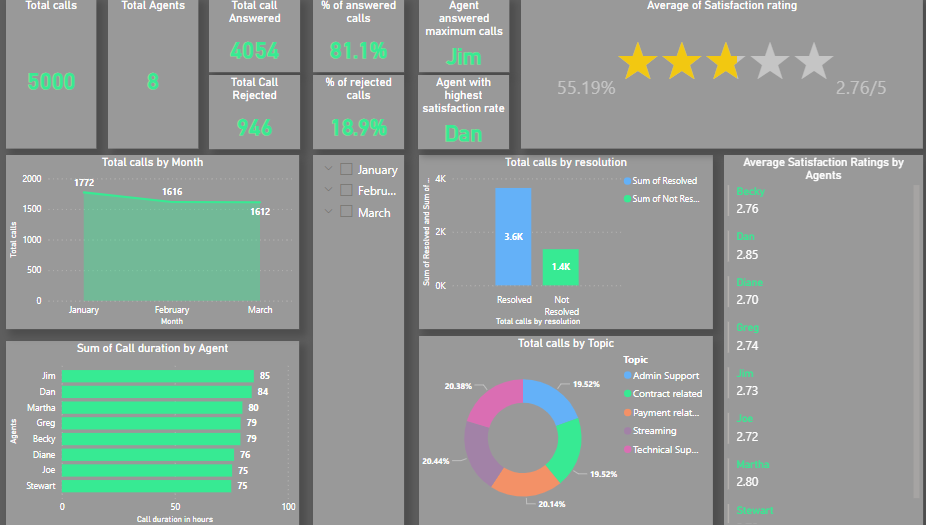 Total calls
5000
Total Agents
8
Total call
Answered
4054
Total Call
Rejected
946
% of answered
calls
81.1%
% of rejected
calls
18.9%
Agent
answered
maximum calls
Jim
Agent with
highest
satisfaction rate
Dan
Average of Satisfaction rating
55.19%
2.76/5
Total calls by Month
Total calls
2000
1500
1000
500
0
1772
1616
1612
January
February
March
Month
January
Febru...
March
Total calls by resolution
Sum of Resolved and Sum of ...
4K
2K
0K
3.6K
1.4K
Resolved
Not
Resolved
Total calls by resolution
Sum of Resolved
Sum of Not Res...
Average Satisfaction Ratings by
Agents
Becky
2.76
Dan
2.85
Diane
2.70
Greg
2.74
Jim
2.73
Joe
2.72
Martha
2.80
Stewart
Sum of Call duration by Agent
Agents
Jim
85
Dan
84
Martha
80
Greg
79
Becky
79
Diane
76
Joe
75
Stewart
75
0
50
100
Call duration in hours
Total calls by Topic
20.38%
19.52%
20.44%
19.52%
20.14%
Topic
Admin Support
Contract related
Payment relat...
Streaming
Technical Sup...